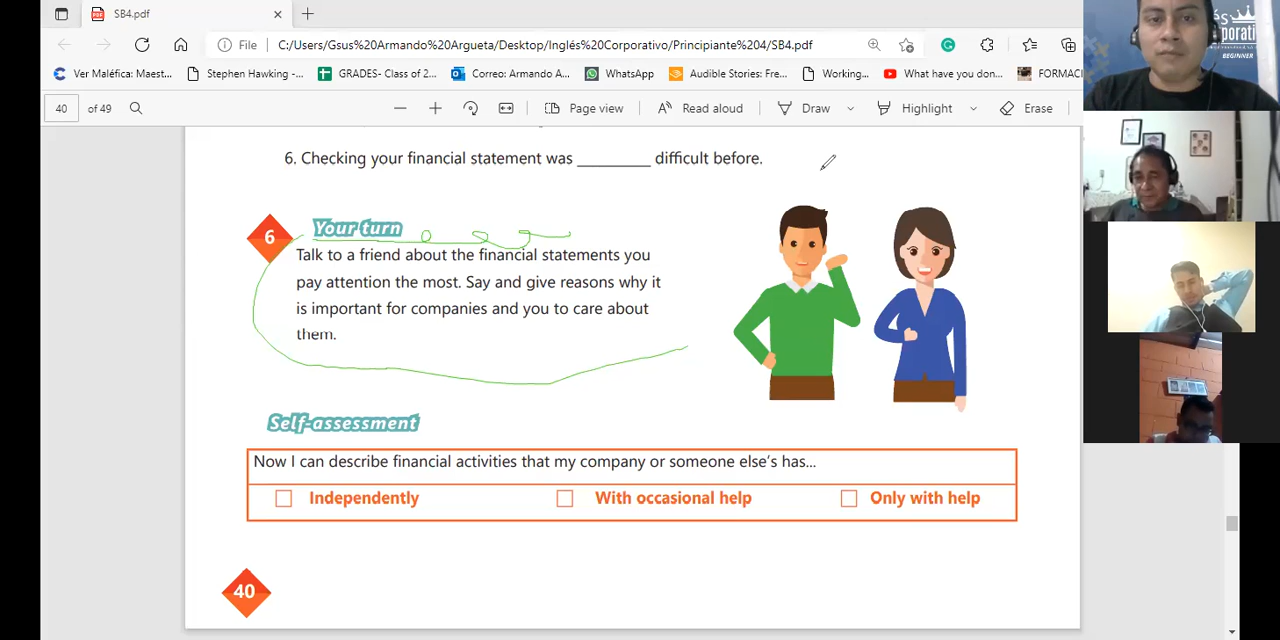 SB4.pdf
File C:/Users/Gsus%20Armando%20Argueta/Desktop/Inglés%20Corporativo/Principiante%204/SB4.pdf
Ver Maléfica: Maest... Stephen Hawking -... GRADES- Class of 2... Correo: Armando A... WhatsApp Audible Stories: Fre... Working... What have you don... FORMACI
40 of 49 Page view Read aloud Draw Highlight Erase
6. Checking your financial statement was _________ difficult before.
6 Your turn
Talk to a friend about the financial statements you
pay attention the most. Say and give reasons why it
is important for companies and you to care about
them.
Self-assessment
Now I can describe financial activities that my company or someone else's has...
Independently With occasional help Only with help
40
és
orporati
BEGINNER